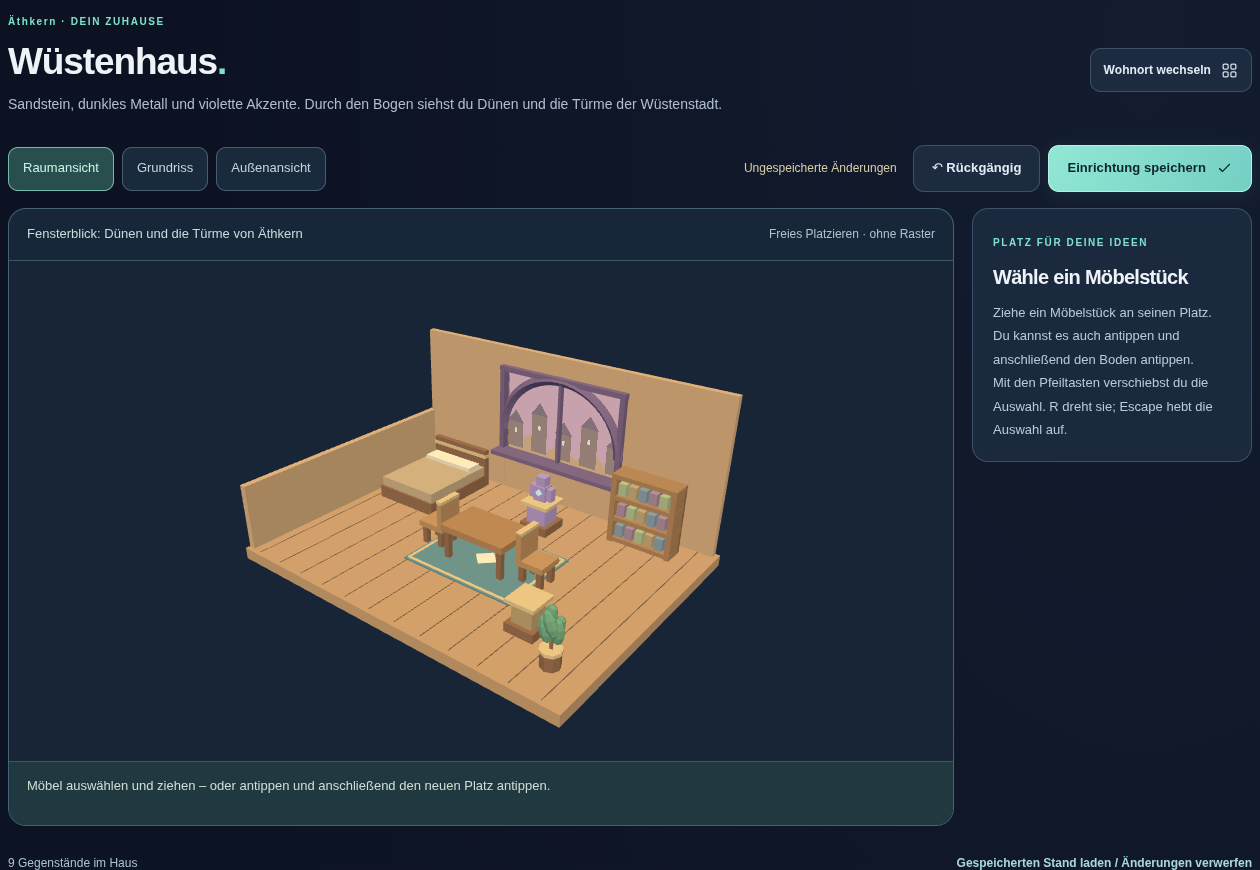 Äthkern · DEIN ZUHAUSE
Wüstenhaus.
Sandstein, dunkles Metall und violette Akzente. Durch den Bogen siehst du Dünen und die Türme der Wüstenstadt.
Wohnort wechseln
Raumansicht
Grundriss
Außenansicht
Ungespeicherte Änderungen
↶ Rückgängig
Einrichtung speichern
Fensterblick: Dünen und die Türme von Äthkern
Freies Platzieren · ohne Raster
PLATZ FÜR DEINE IDEEN
Wähle ein Möbelstück
Ziehe ein Möbelstück an seinen Platz.
Du kannst es auch antippen und
anschließend den Boden antippen.
Mit den Pfeiltasten verschiebst du die
Auswahl. R dreht sie; Escape hebt die
Auswahl auf.
Möbel auswählen und ziehen – oder antippen und anschließend den neuen Platz antippen.
9 Gegenstände im Haus
Gespeicherten Stand laden / Änderungen verwerfen